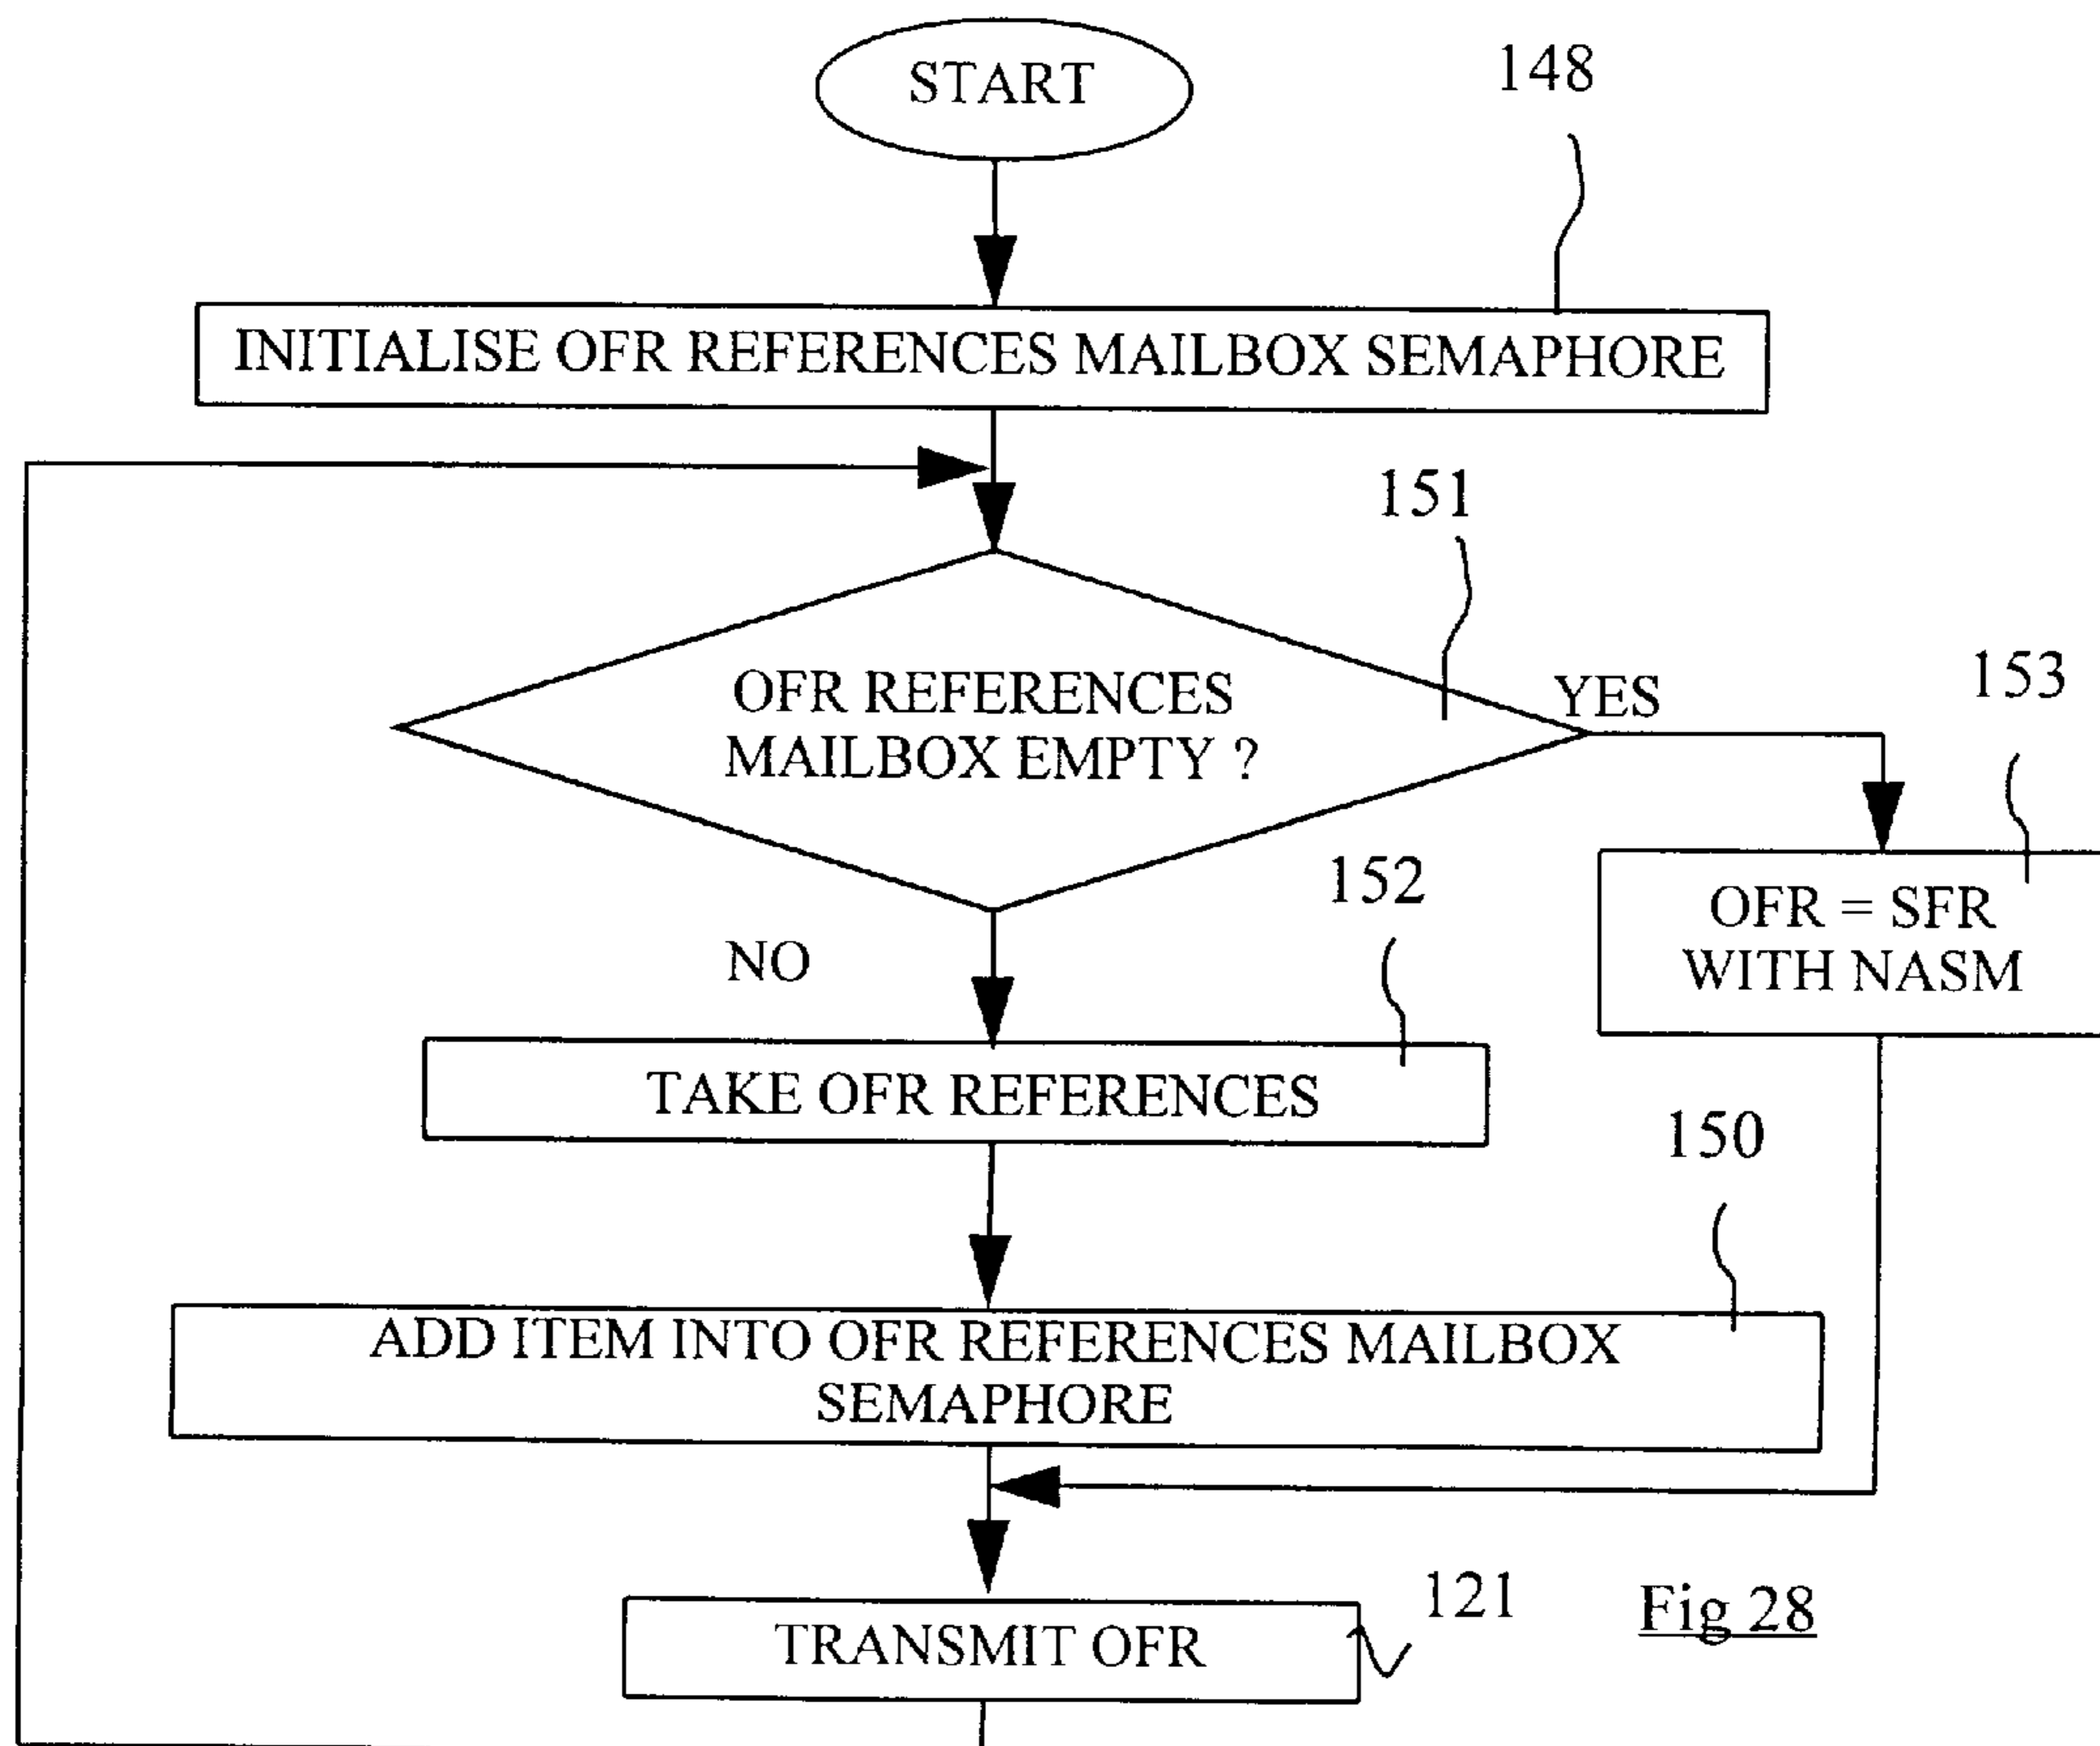 START
148
INITIALISE OFR REFERENCES MAILBOX SEMAPHORE
151
OFR REFERENCES
MAILBOX EMPTY ?
YES
153
OFR = SFR
WITH NASM
NO
152
TAKE OFR REFERENCES
150
ADD ITEM INTO OFR REFERENCES MAILBOX
SEMAPHORE
TRANSMIT OFR
121
Fig 28